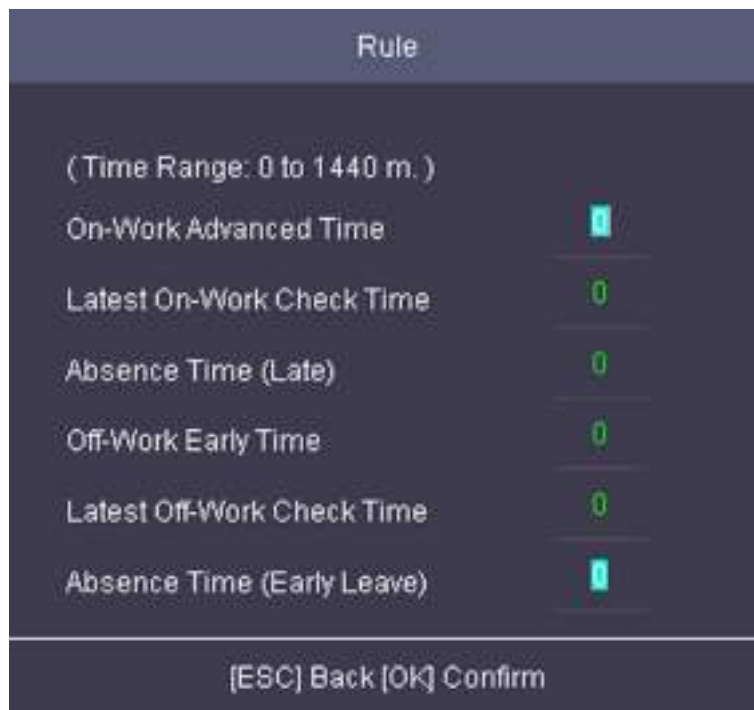 Rule
( Time Range: 0 to 1440 m. )
On-Work Advanced Time 0
Latest On-Work Check Time 0
Absence Time (Late) 0
Off-Work Early Time 0
Latest Off-Work Check Time 0
Absence Time (Early Leave) 0
[ESC] Back [OK] Confirm